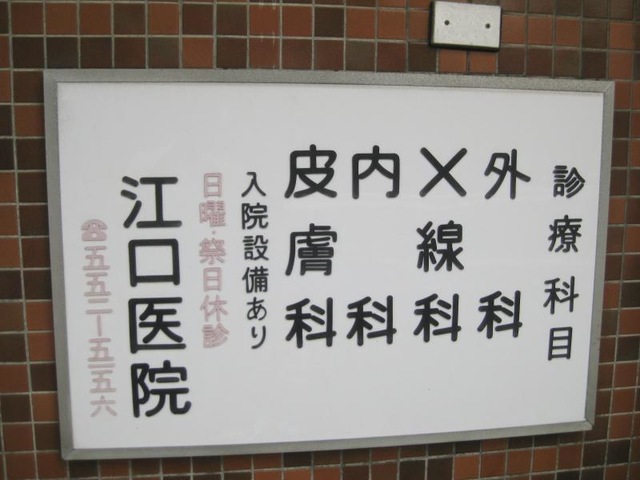 診療科目
外科
X線科
内科
皮膚科
入院設備あり
日曜・祭日休診
江口医院
☎五五二ー五五六